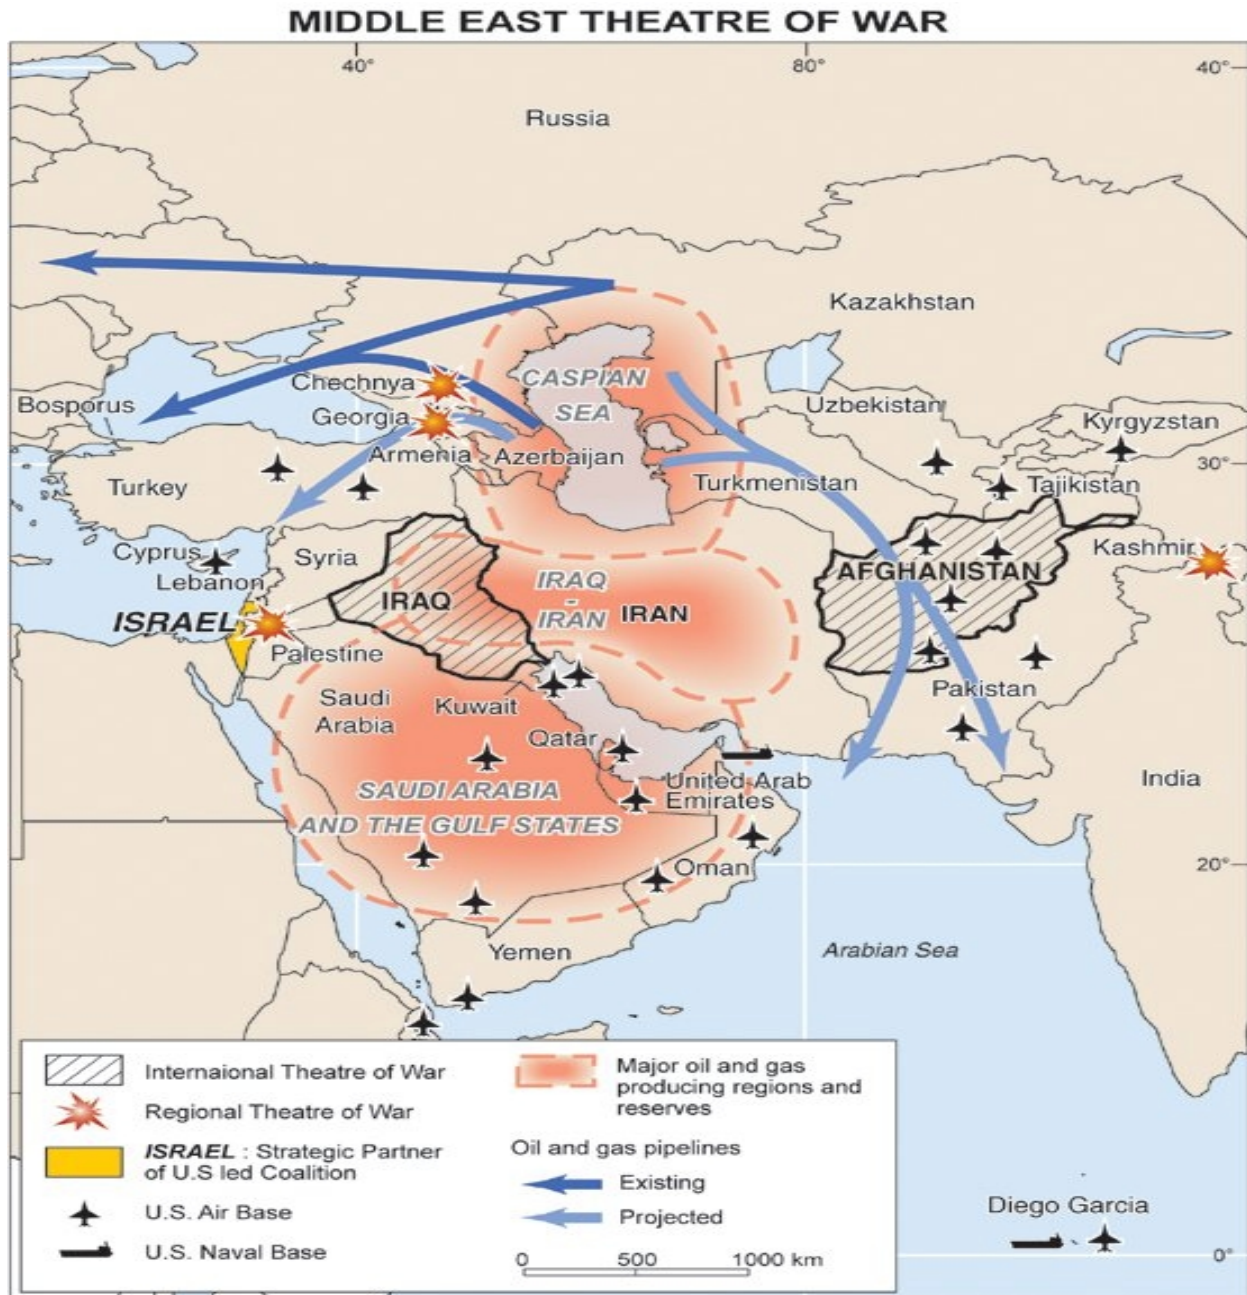 MIDDLE EAST THEATRE OF WAR
40°
80°
40°
Russia
Kazakhstan
CASPIAN
SEA
Chechnya
Bosporus
Georgia
Uzbekistan
Kyrgyzstan
Armenia
Azerbaijan
30°
Turkey
Turkmenistan
Tajikistan
Cyprus
Syria
Kashmir
Lebanon
IRAQ
-
IRAN
AFGHANISTAN
IRAQ
IRAN
ISRAEL
Palestine
Pakistan
Saudi
Arabia
Kuwait
Qatar
India
United Arab
Emirates
SAUDI ARABIA
AND THE GULF STATES
Oman
20°
Yemen
Arabian Sea
Internaional Theatre of War
Regional Theatre of War
ISRAEL : Strategic Partner
of U.S led Coalition
U.S. Air Base
U.S. Naval Base
Major oil and gas
producing regions and
reserves
Oil and gas pipelines
Existing
Projected
0 500 1000 km
Diego Garcia
0°